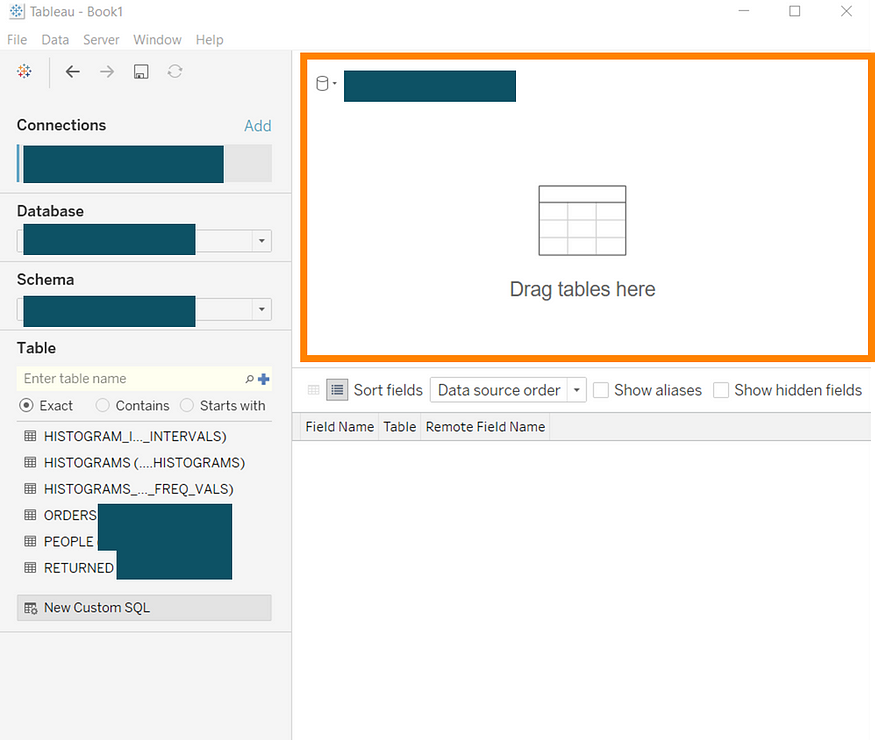 Tableau - Book1
File Data Server Window Help
Connections Add
Database
Schema
Table
Enter table name
Exact Contains Starts with
HISTOGRAM_I..._INTERVALS)
HISTOGRAMS (....HISTOGRAMS)
HISTOGRAMS_..._FREQ_VALS)
ORDERS
PEOPLE
RETURNED
New Custom SQL
Drag tables here
Sort fields Data source order Show aliases Show hidden fields
Field Name Table Remote Field Name